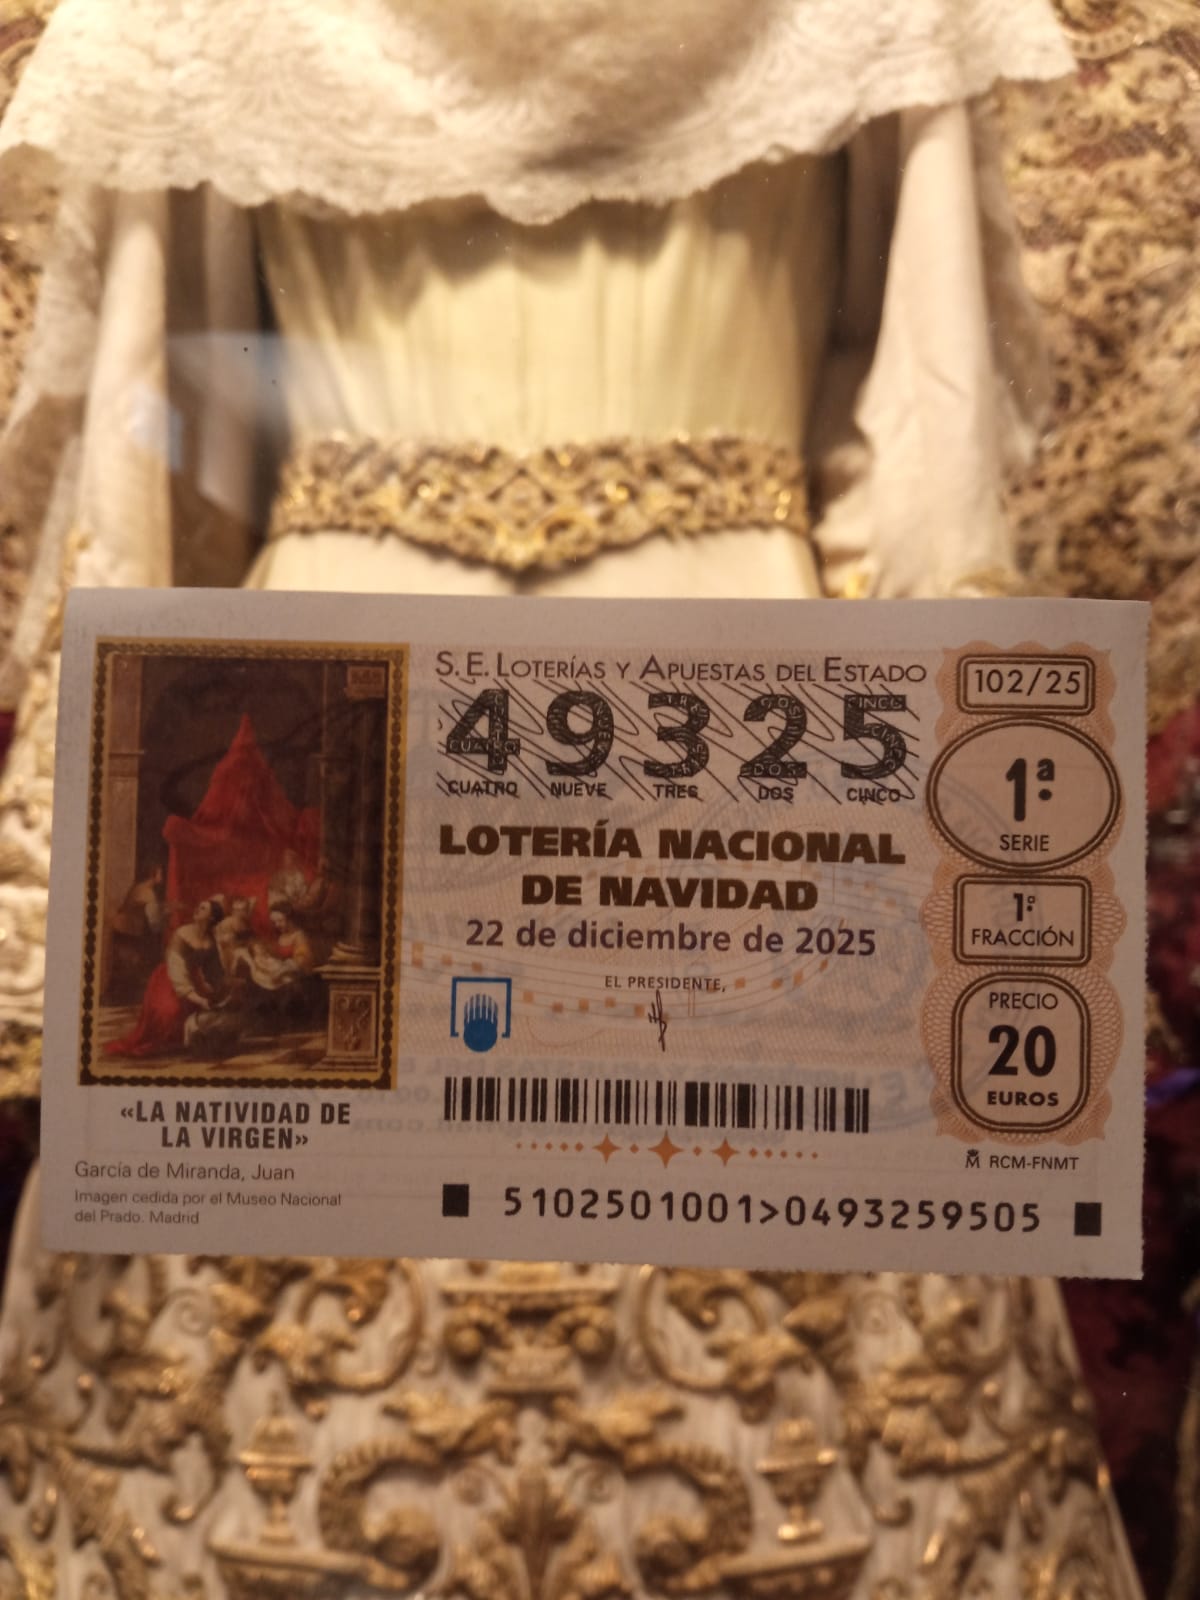 S.E. LOTERÍAS Y APUESTAS DEL ESTADO
49325
CUATRO NUEVE TRES DOS CINCO
LOTERÍA NACIONAL
DE NAVIDAD
22 de diciembre de 2025
EL PRESIDENTE,
102/25
1ª
SERIE
1ª
FRACCIÓN
PRECIO
20
EUROS
RCM-FNMT
«LA NATIVIDAD DE
LA VIRGEN»
García de Miranda, Juan
Imagen cedida por el Museo Nacional
del Prado. Madrid
5102501001>0493259505